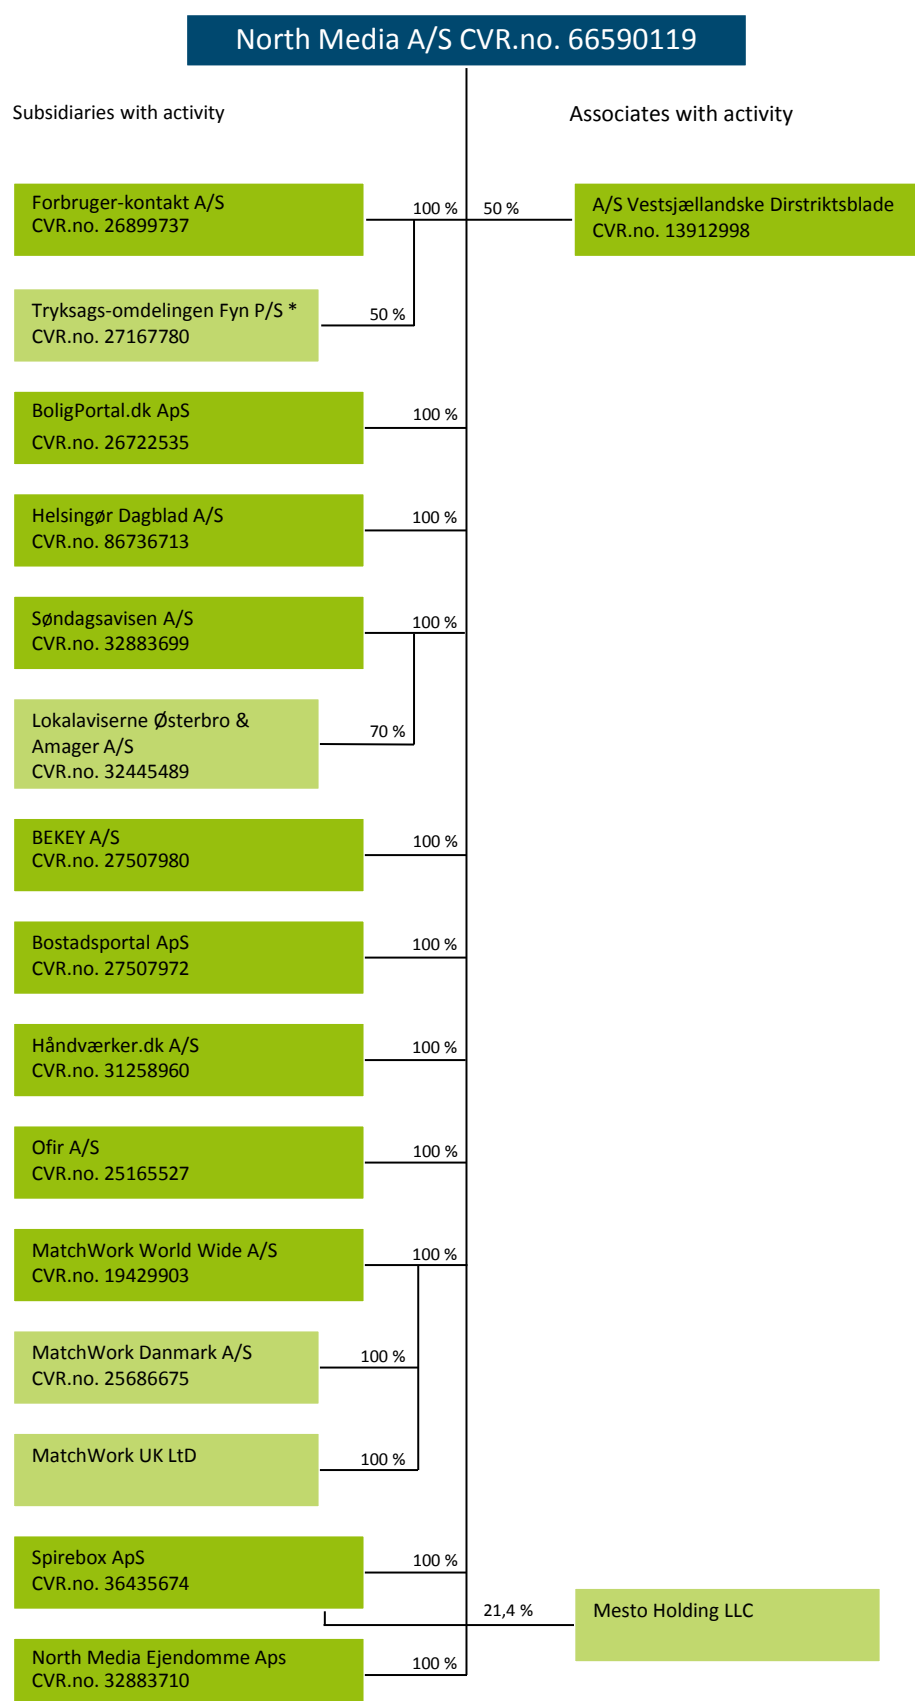 North Media A/S CVR.no. 66590119
Subsidiaries with activity
Associates with activity
Forbruger-kontakt A/S
CVR.no. 26899737
100 %
50 %
A/S Vestsjællandske Dirstriktsblade
CVR.no. 13912998
Tryksags-omdelingen Fyn P/S *
CVR.no. 27167780
50 %
BoligPortal.dk ApS
CVR.no. 26722535
100 %
Helsingør Dagblad A/S
CVR.no. 86736713
100 %
Søndagsavisen A/S
CVR.no. 32883699
100 %
Lokalaviserne Østerbro &
Amager A/S
CVR.no. 32445489
70 %
BEKEY A/S
CVR.no. 27507980
100 %
Bostadsportal ApS
CVR.no. 27507972
100 %
Håndværker.dk A/S
CVR.no. 31258960
100 %
Ofir A/S
CVR.no. 25165527
100 %
MatchWork World Wide A/S
CVR.no. 19429903
100 %
MatchWork Danmark A/S
CVR.no. 25686675
100 %
MatchWork UK LtD
100 %
Spirebox ApS
CVR.no. 36435674
100 %
21,4 %
Mesto Holding LLC
North Media Ejendomme Aps
CVR.no. 32883710
100 %